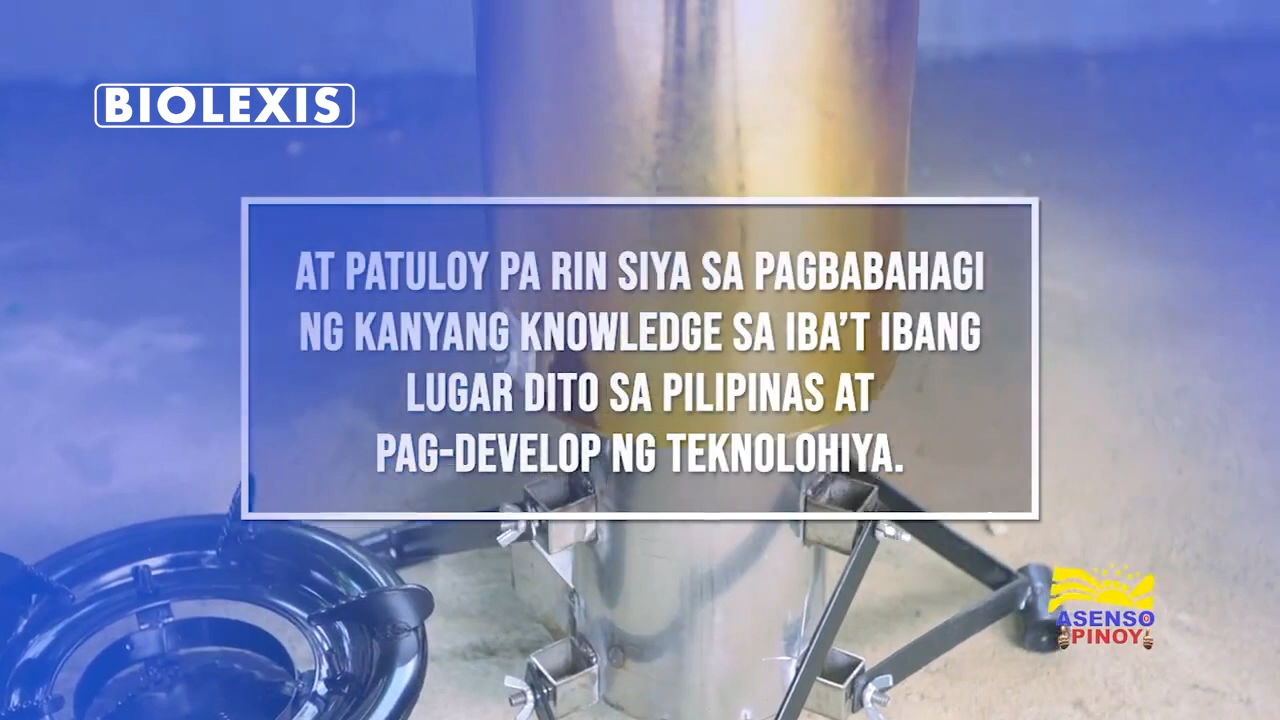 BIOLEXIS
AT PATULOY PA RIN SIYA SA PAGBABAHAGI
NG KANYANG KNOWLEDGE SA IBA'T IBANG
LUGAR DITO SA PILIPINAS AT
PAG-DEVELOP NG TEKNOLOHIYA.
ASENSO
PINOY